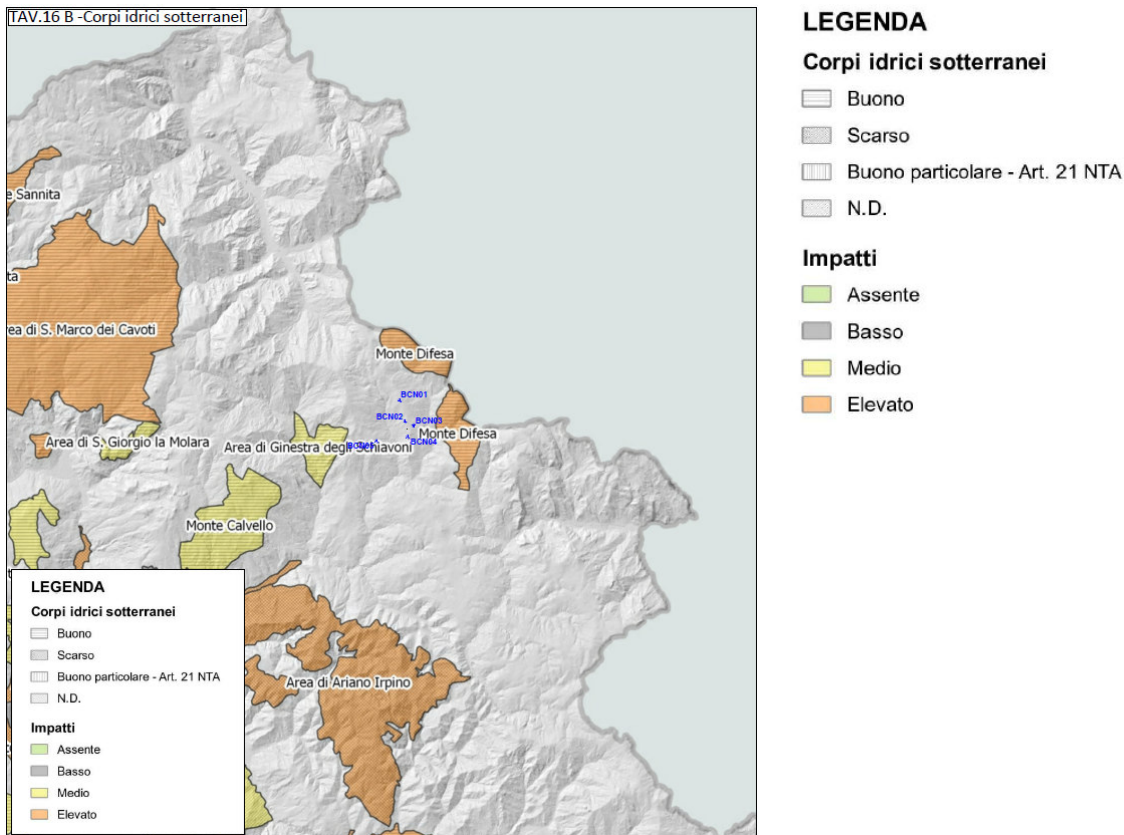 TAV.16 B -Corpi idrici sotterranei
e Sannita
ta
ea di S. Marco dei Cavoti
Monte Difesa
BCN01
BCN02
BCN03
Monte Difesa
BCN04
Area di S. Giorgio la Molara
Area di Ginestra degli Schiavoni
Monte Calvello
Area di Ariano Irpino
LEGENDA
Corpi idrici sotterranei
Buono
Scarso
Buono particolare - Art. 21 NTA
N.D.
Impatti
Assente
Basso
Medio
Elevato
LEGENDA
Corpi idrici sotterranei
Buono
Scarso
Buono particolare - Art. 21 NTA
N.D.
Impatti
Assente
Basso
Medio
Elevato